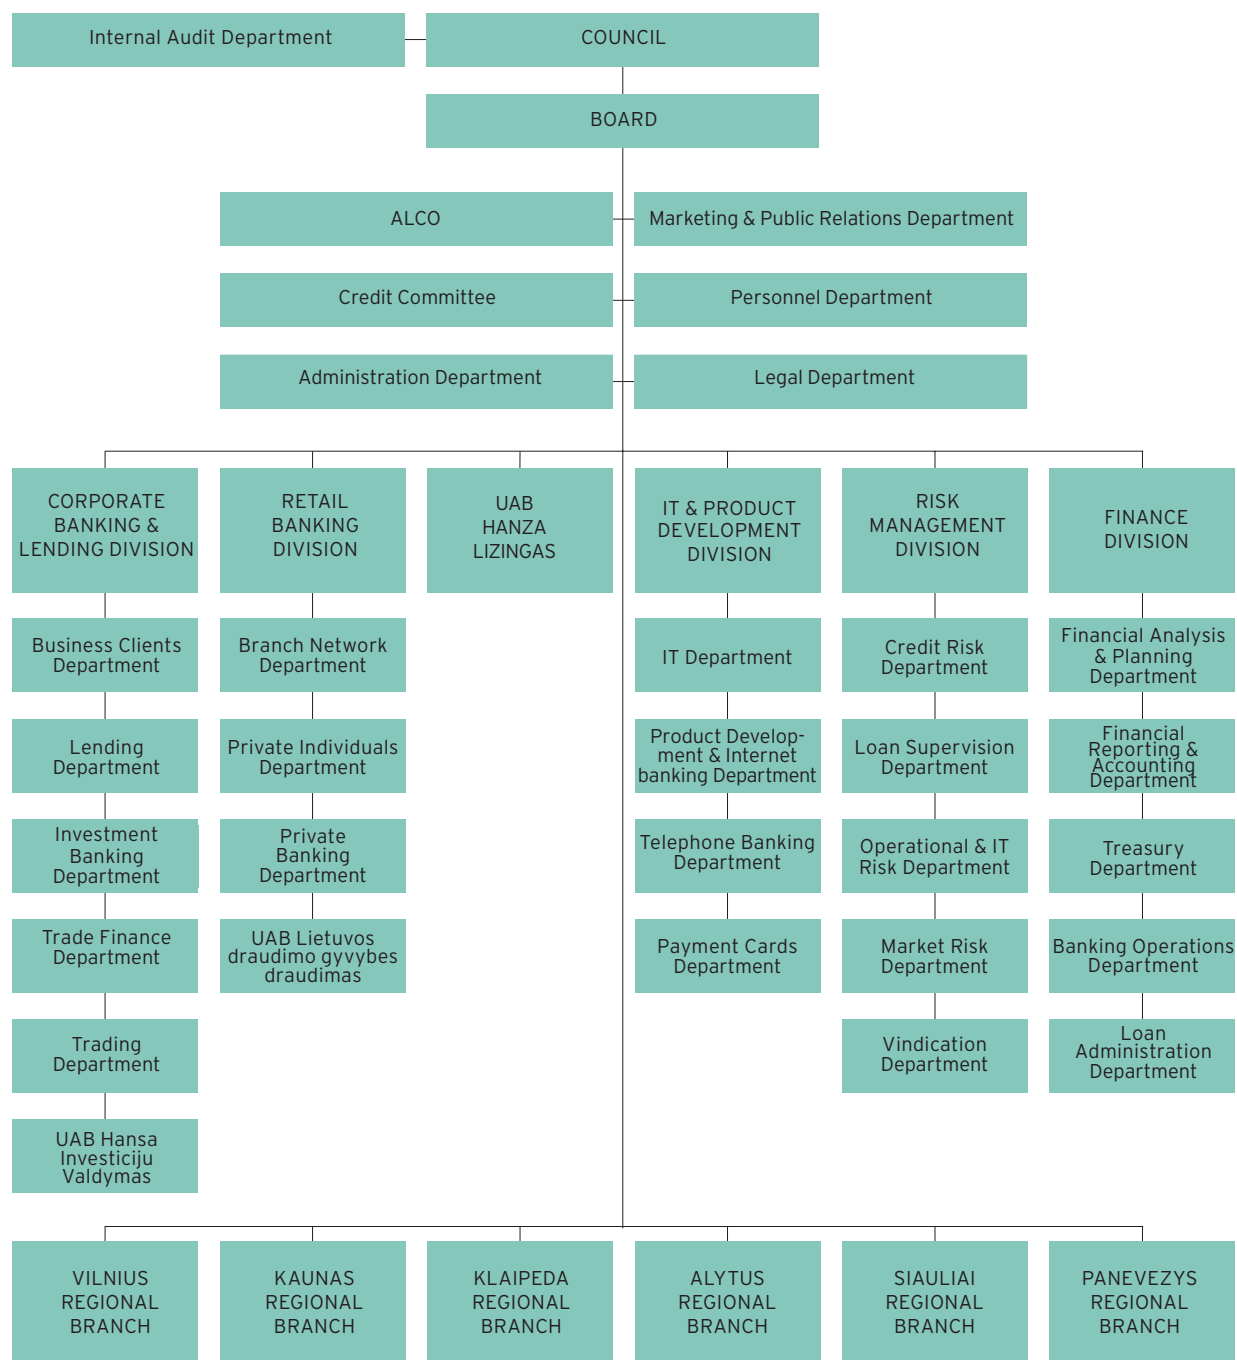 Internal Audit Department
COUNCIL
BOARD
ALCO
Marketing & Public Relations Department
Credit Committee
Personnel Department
Administration Department
Legal Department
CORPORATE
BANKING &
LENDING DIVISION
RETAIL
BANKING
DIVISION
UAB
HANZA
LIZINGAS
IT & PRODUCT
DEVELOPMENT
DIVISION
RISK
MANAGEMENT
DIVISION
FINANCE
DIVISION
Business Clients
Department
Branch Network
Department
IT Department
Credit Risk
Department
Financial Analysis
& Planning
Department
Lending
Department
Private Individuals
Department
Product Develop-
ment & Internet
banking Department
Loan Supervision
Department
Financial
Reporting &
Accounting
Department
Investment
Banking
Department
Private
Banking
Department
Telephone Banking
Department
Operational & IT
Risk Department
Treasury
Department
Trade Finance
Department
UAB Lietuvos
draudimo gyvybes
draudimas
Payment Cards
Department
Market Risk
Department
Banking Operations
Department
Trading
Department
Vindication
Department
Loan
Administration
Department
UAB Hansa
Investiciju
Valdymas
VILNIUS
REGIONAL
BRANCH
KAUNAS
REGIONAL
BRANCH
KLAIPEDA
REGIONAL
BRANCH
ALYTUS
REGIONAL
BRANCH
SIAULIAI
REGIONAL
BRANCH
PANEVEZYS
REGIONAL
BRANCH